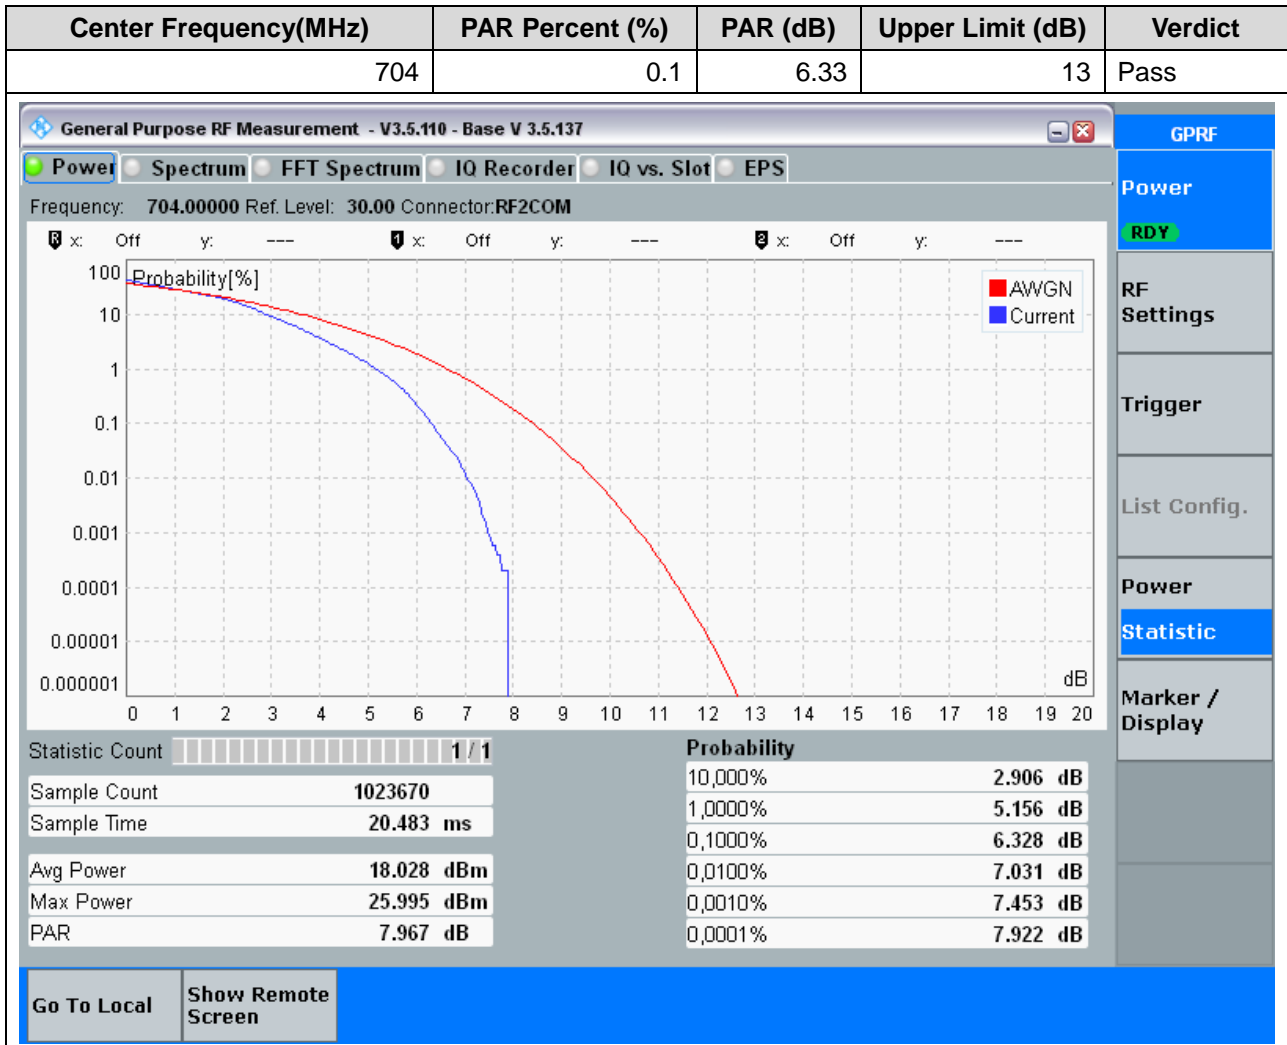 Center Frequency(MHz) PAR Percent (%) PAR (dB) Upper Limit (dB) Verdict
704 0.1 6.33 13 Pass
General Purpose RF Measurement - V3.5.110 - Base V 3.5.137
GPRF
Power Spectrum FFT Spectrum IQ Recorder IQ vs. Slot EPS
Power
RDY
Frequency: 704.00000 Ref. Level: 30.00 Connector:RF2COM
R x: Off y: --- 1 x: Off y: --- 2 x: Off y: ---
100 Probability[%]
AWGN
Current
10
1
0.1
0.01
0.001
0.0001
0.00001
0.000001
dB
0 1 2 3 4 5 6 7 8 9 10 11 12 13 14 15 16 17 18 19 20
RF
Settings
Trigger
List Config.
Power
Statistic
Marker /
Display
Statistic Count 1 / 1
Sample Count 1023670
Sample Time 20.483 ms
Avg Power 18.028 dBm
Max Power 25.995 dBm
PAR 7.967 dB
Probability
10,000% 2.906 dB
1,0000% 5.156 dB
0,1000% 6.328 dB
0,0100% 7.031 dB
0,0010% 7.453 dB
0,0001% 7.922 dB
Go To Local
Show Remote
Screen